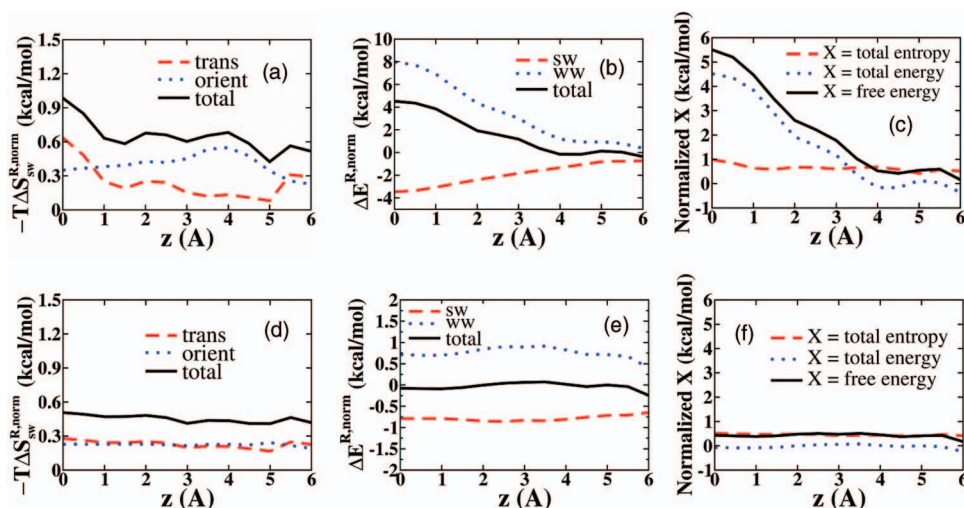 −TΔS_sw^R,norm (kcal/mol)
1.5
1.2
0.9
0.6
0.3
0
trans
orient
total
(a)
0 1 2 3 4 5 6
z (A)
ΔE^R,norm (kcal/mol)
10
8
6
4
2
0
-2
-4
sw
ww
total
(b)
0 1 2 3 4 5 6
z (A)
Normalized X (kcal/mol)
6
5
4
3
2
1
0
-1
X = total entropy
X = total energy
X = free energy
(c)
0 1 2 3 4 5 6
z (A)
−TΔS_sw^R,norm (kcal/mol)
1.5
1.2
0.9
0.6
0.3
0
trans
orient
total
(d)
0 1 2 3 4 5 6
z (A)
ΔE^R,norm (kcal/mol)
2
1.5
1
0.5
0
-0.5
-1
-1.5
-2
sw
ww
total
(e)
0 1 2 3 4 5 6
z (A)
Normalized X (kcal/mol)
6
5
4
3
2
1
0
-1
X = total entropy
X = total energy
X = free energy
(f)
0 1 2 3 4 5 6
z (A)